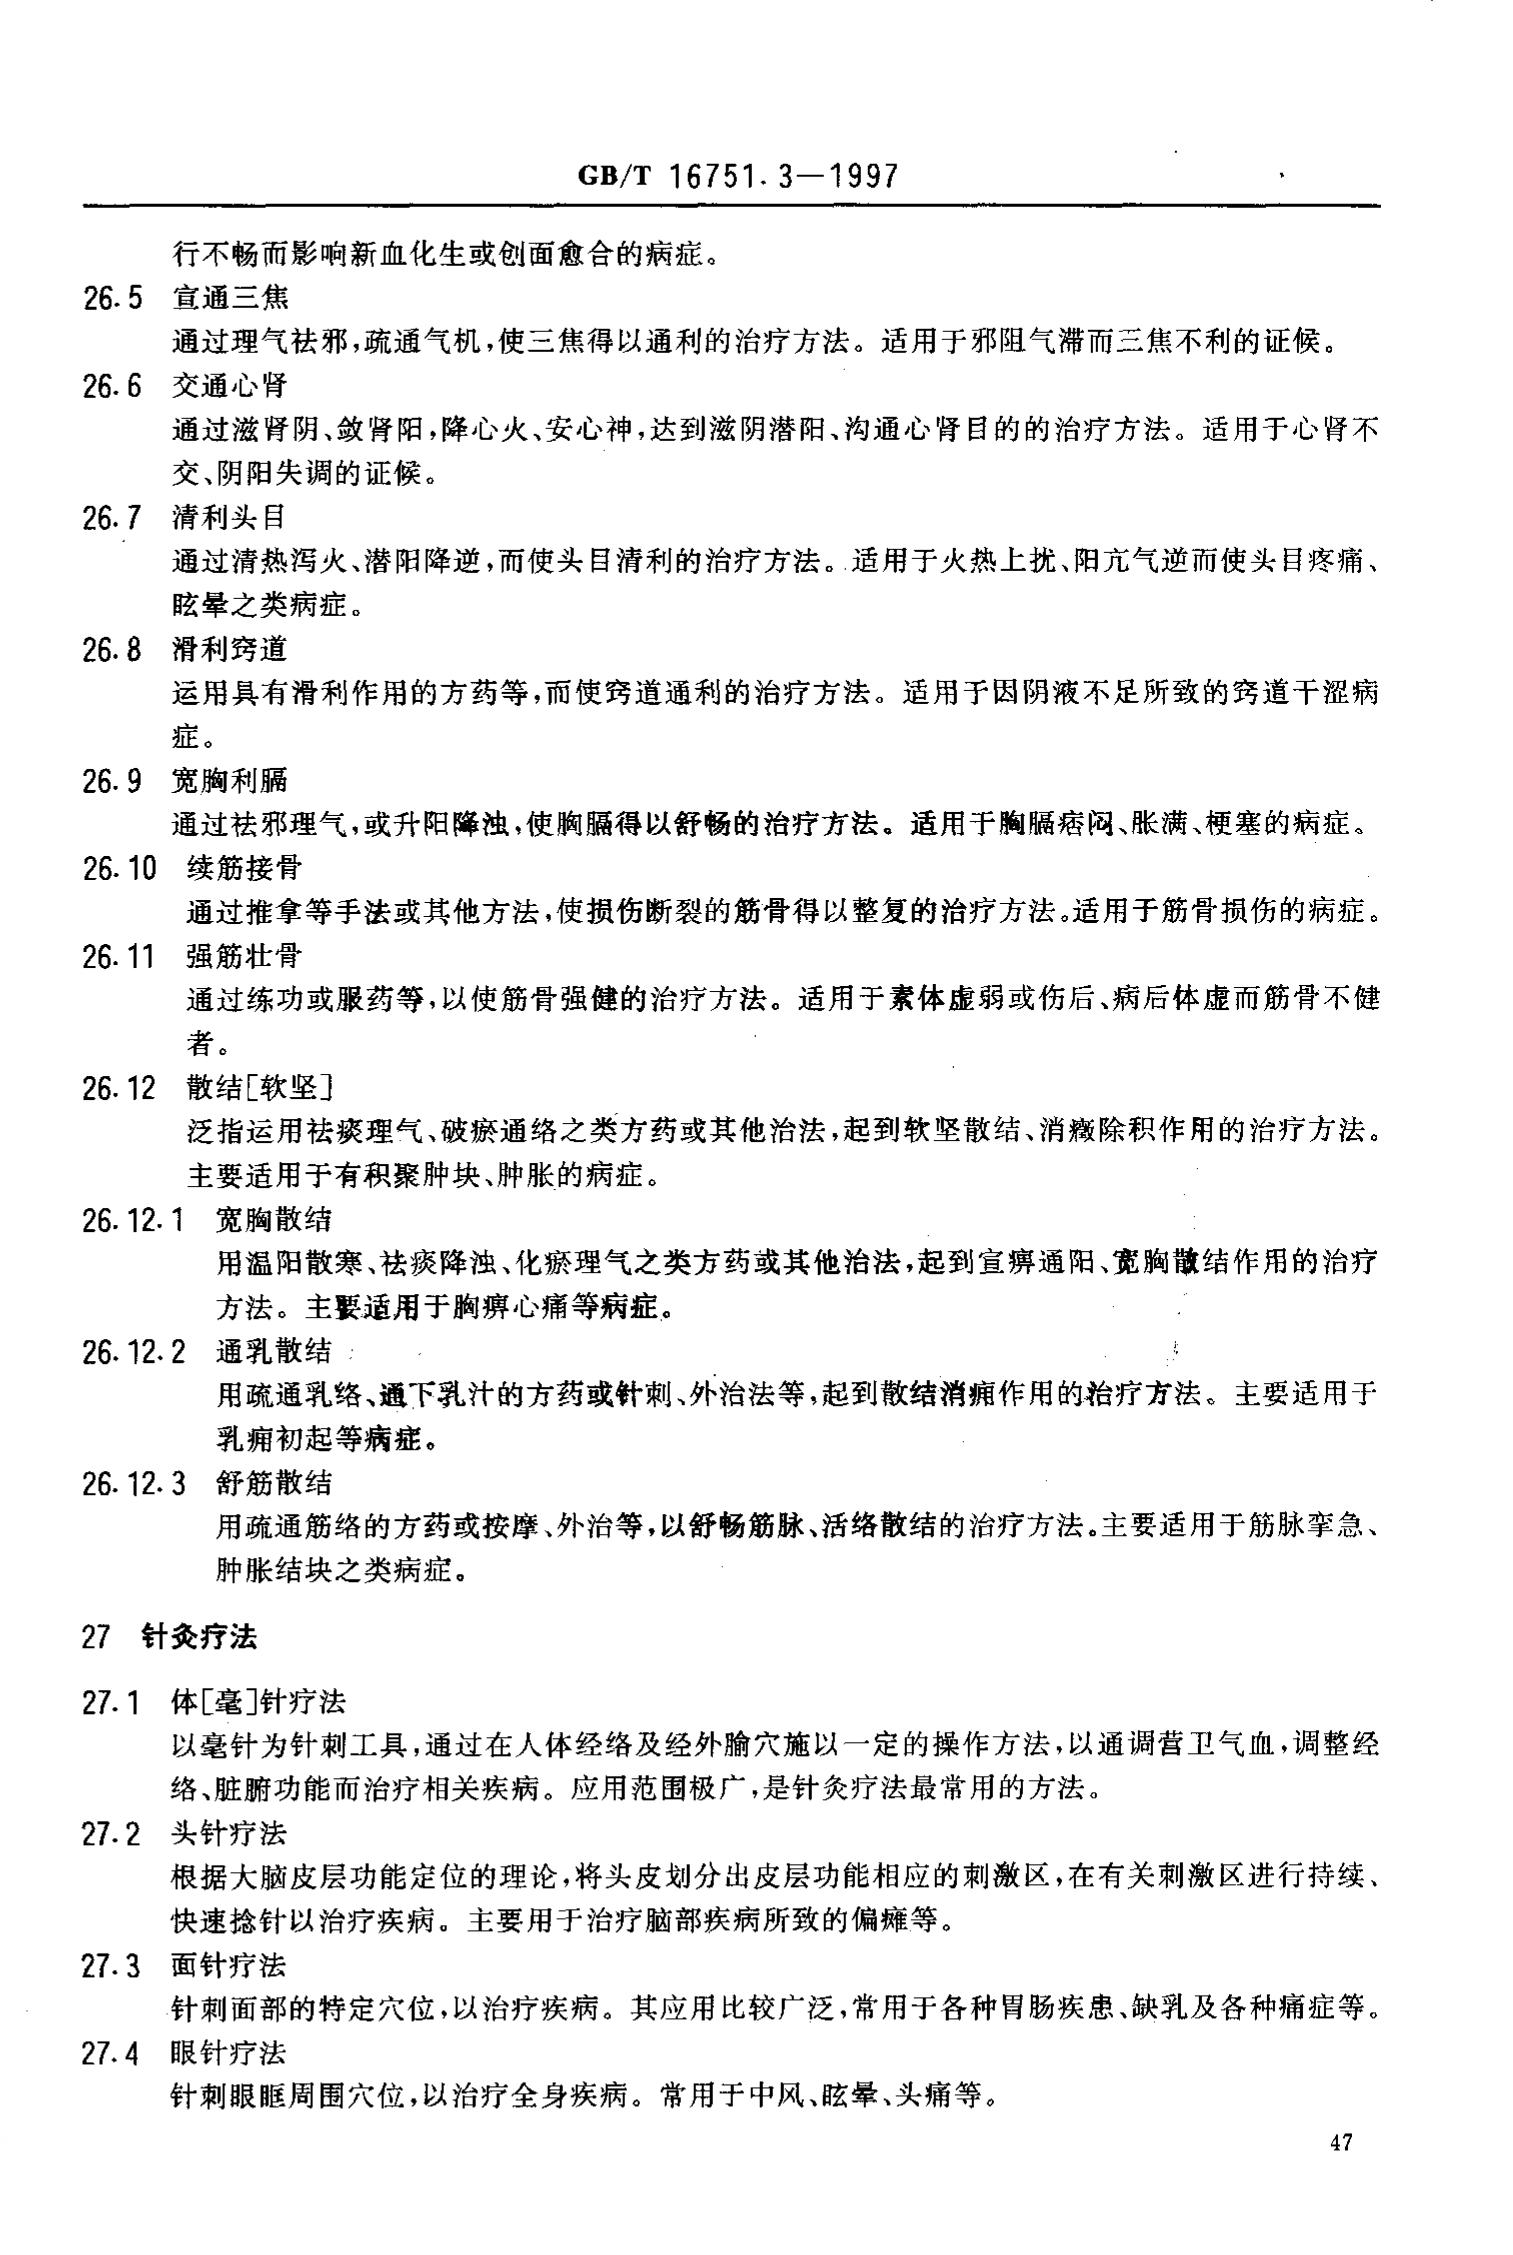 GB/T 16751.3—1997
行不畅而影响新血化生或创面愈合的病症。
26.5 宣通三焦
通过理气祛邪,疏通气机,使三焦得以通利的治疗方法。适用于邪阻气滞而三焦不利的证候。
26.6 交通心肾
通过滋肾阴、敛肾阳,降心火、安心神,达到滋阴潜阳、沟通心肾目的的治疗方法。适用于心肾不
交、阴阳失调的证候。
26.7 清利头目
通过清热泻火、潜阳降逆,而使头目清利的治疗方法。适用于火热上扰、阳亢气逆而使头目疼痛、
眩晕之类病症。
26.8 滑利窍道
运用具有滑利作用的方药等,而使窍道通利的治疗方法。适用于因阴液不足所致的窍道干涩病
症。
26.9 宽胸利膈
通过祛邪理气,或升阳降浊,使胸膈得以舒畅的治疗方法。适用于胸膈痞闷、胀满、梗塞的病症。
26.10 续筋接骨
通过推拿等手法或其他方法,使损伤断裂的筋骨得以整复的治疗方法。适用于筋骨损伤的病症。
26.11 强筋壮骨
通过练功或服药等,以使筋骨强健的治疗方法。适用于素体虚弱或伤后、病后体虚而筋骨不健
者。
26.12 散结[软坚]
泛指运用祛痰理气、破瘀通络之类方药或其他治法,起到软坚散结、消癥除积作用的治疗方法。
主要适用于有积聚肿块、肿胀的病症。
26.12.1 宽胸散结
用温阳散寒、祛痰降浊、化瘀理气之类方药或其他治法,起到宣痹通阳、宽胸散结作用的治疗
方法。主要适用于胸痹心痛等病症。
26.12.2 通乳散结
用疏通乳络、通下乳汁的方药或针刺、外治法等,起到散结消痈作用的治疗方法。主要适用于
乳痈初起等病症。
26.12.3 舒筋散结
用疏通筋络的方药或按摩、外治等,以舒畅筋脉、活络散结的治疗方法。主要适用于筋脉挛急、
肿胀结块之类病症。
27 针灸疗法
27.1 体[毫]针疗法
以毫针为针刺工具,通过在人体经络及经外腧穴施以一定的操作方法,以通调营卫气血,调整经
络、脏腑功能而治疗相关疾病。应用范围极广,是针灸疗法最常用的方法。
27.2 头针疗法
根据大脑皮层功能定位的理论,将头皮划分出皮层功能相应的刺激区,在有关刺激区进行持续、
快速捻针以治疗疾病。主要用于治疗脑部疾病所致的偏瘫等。
27.3 面针疗法
针刺面部的特定穴位,以治疗疾病。其应用比较广泛,常用于各种胃肠疾患、缺乳及各种痛症等。
27.4 眼针疗法
针刺眼眶周围穴位,以治疗全身疾病。常用于中风、眩晕、头痛等。
47